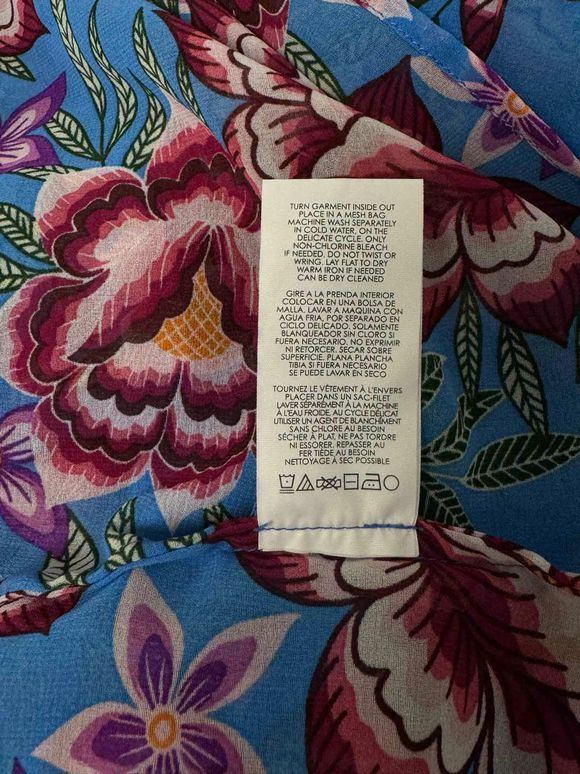 TURN GARMENT INSIDE OUT
PLACE IN A MESH BAG
MACHINE WASH SEPARATELY
IN COLD WATER, ON THE
DELICATE CYCLE. ONLY
NON-CHLORINE BLEACH
IF NEEDED. DO NOT TWIST OR
WRING. LAY FLAT TO DRY
WARM IRON IF NEEDED
CAN BE DRY CLEANED
GIRE A LA PRENDA INTERIOR
COLOCAR EN UNA BOLSA DE
MALLA. LAVAR A MAQUINA CON
AGUA FRIA, POR SEPARADO EN
CICLO DELICADO. SOLAMENTE
BLANQUEADOR SIN CLORO SI
FUERA NECESARIO. NO EXPRIMIR
NI RETORCER. SECAR SOBRE
SUPERFICIE. PLANA PLANCHA
TIBIA SI FUERA NECESARIO
SE PUEDE LAVAR EN SECO
TOURNEZ LE VÊTEMENT À L'ENVERS
PLACER DANS UN SAC-FILET
LAVER SÉPARÉMENT À LA MACHINE
À L'EAU FROIDE, AU CYCLE DÉLICAT
UTILISER UN AGENT DE BLANCHIMENT
SANS CHLORE AU BESOIN
SÉCHER À PLAT, NE PAS TORDRE
NI ESSORER. REPASSER AU
FER TIÈDE AU BESOIN
NETTOYAGE À SEC POSSIBLE